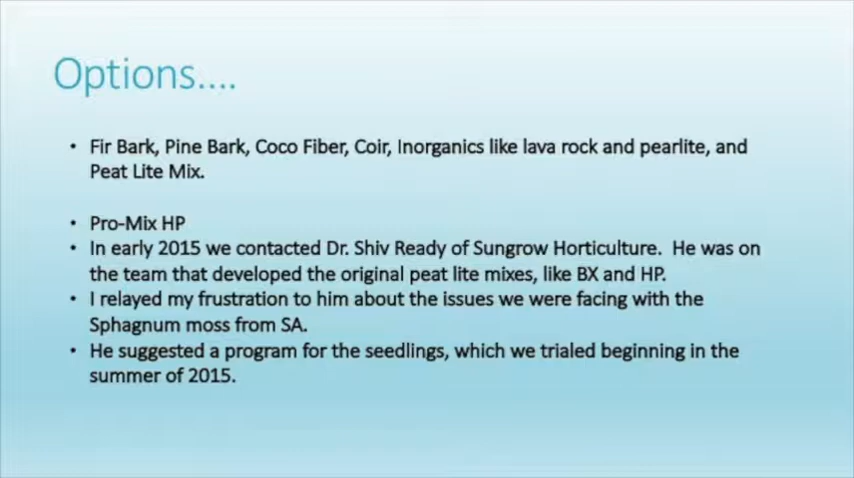 Options....
• Fir Bark, Pine Bark, Coco Fiber, Coir, Inorganics like lava rock and pearlite, and
Peat Lite Mix.
• Pro-Mix HP
• In early 2015 we contacted Dr. Shiv Ready of Sungrow Horticulture.  He was on
the team that developed the original peat lite mixes, like BX and HP.
• I relayed my frustration to him about the issues we were facing with the
Sphagnum moss from SA.
• He suggested a program for the seedlings, which we trialed beginning in the
summer of 2015.